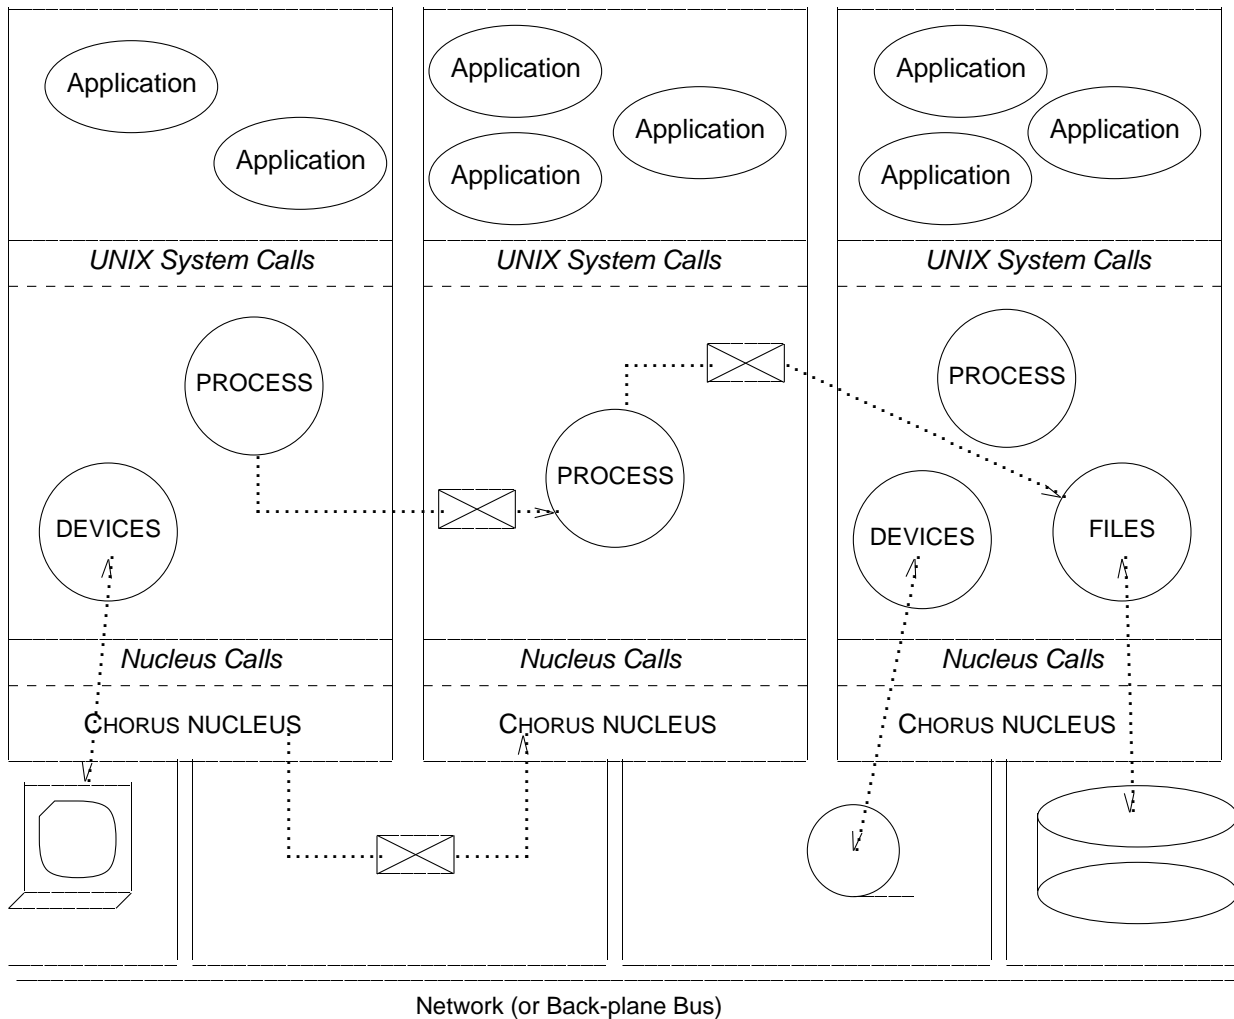 Application
Application
Application
Application
Application
Application
Application
Application
UNIX System Calls
UNIX System Calls
UNIX System Calls
PROCESS
DEVICES
PROCESS
PROCESS
DEVICES
FILES
Nucleus Calls
Nucleus Calls
Nucleus Calls
CHORUS NUCLEUS
CHORUS NUCLEUS
CHORUS NUCLEUS
Network (or Back-plane Bus)